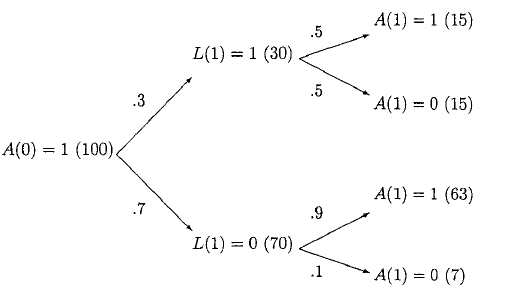 A(1) = 1 (15)
.5
L(1) = 1 (30)
.5
.3
A(1) = 0 (15)
A(0) = 1 (100)
A(1) = 1 (63)
.7
.9
L(1) = 0 (70)
.1
A(1) = 0 (7)